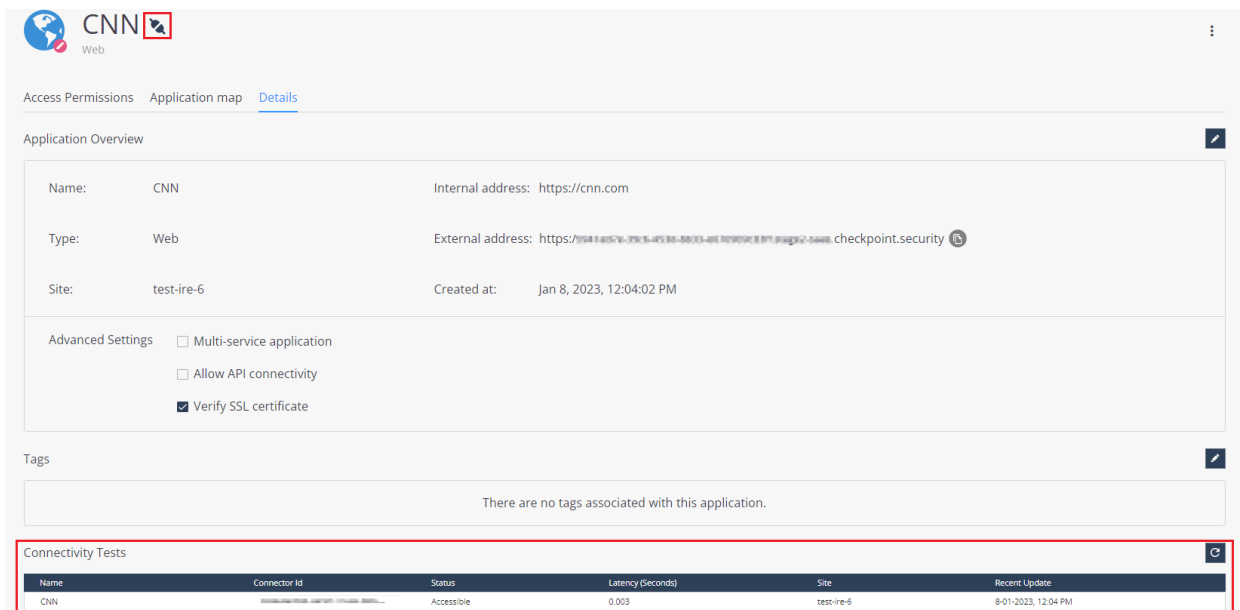 CNN
Web
Access Permissions Application map Details
Application Overview
Name: CNN Internal address: https://cnn.com
Type: Web External address: https:/ .checkpoint.security
Site: test-ire-6 Created at: Jan 8, 2023, 12:04:02 PM
Advanced Settings Multi-service application
Allow API connectivity
Verify SSL certificate
Tags
There are no tags associated with this application.
Connectivity Tests
Name Connector Id Status Latency (Seconds) Site Recent Update
CNN Accessible 0.003 test-ire-6 8-01-2023, 12:04 PM